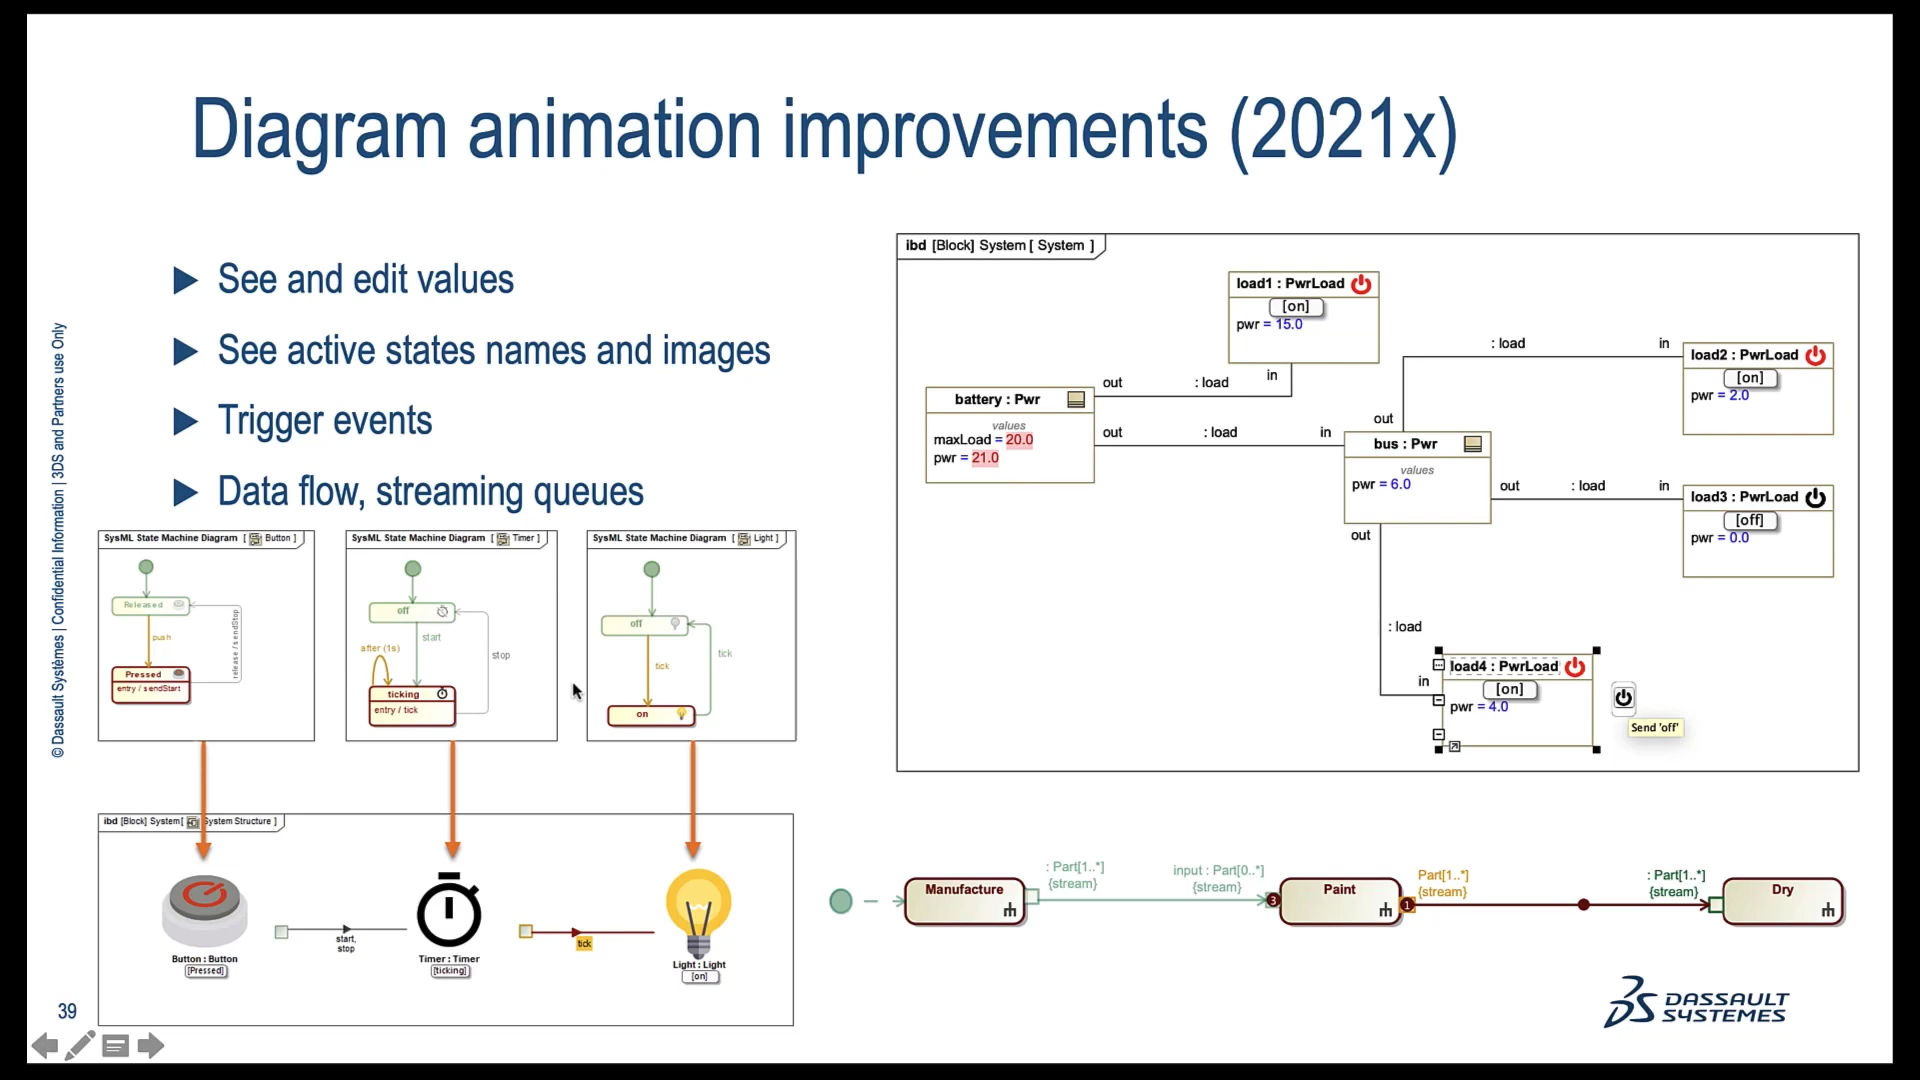 Diagram animation improvements (2021x)
See and edit values
See active states names and images
Trigger events
Data flow, streaming queues
© Dassault Systèmes | Confidential Information | 3DS and Partners use Only
SysML State Machine Diagram [ Button ]
Released
push
release / sendStop
Pressed
entry / sendStart
SysML State Machine Diagram [ Timer ]
off
start
after (1s)
stop
ticking
entry / tick
SysML State Machine Diagram [ Light ]
off
tick
tick
on
ibd [Block] System[ System Structure ]
Button : Button
[Pressed]
start,
stop
Timer : Timer
[ticking]
tick
Light : Light
[on]
ibd [Block] System [ System ]
load1 : PwrLoad
[on]
pwr = 15.0
in
out
: load
battery : Pwr
values
maxLoad = 20.0
pwr = 21.0
out
: load
in
bus : Pwr
values
pwr = 6.0
out
: load
in
load2 : PwrLoad
[on]
pwr = 2.0
out
: load
in
load3 : PwrLoad
[off]
pwr = 0.0
out
: load
in
load4 : PwrLoad
[on]
pwr = 4.0
Send 'off'
Manufacture
: Part[1..*]
{stream}
input : Part[0..*]
{stream}
3
Paint
1
Part[1..*]
{stream}
: Part[1..*]
{stream}
Dry
39
DASSAULT
SYSTEMES